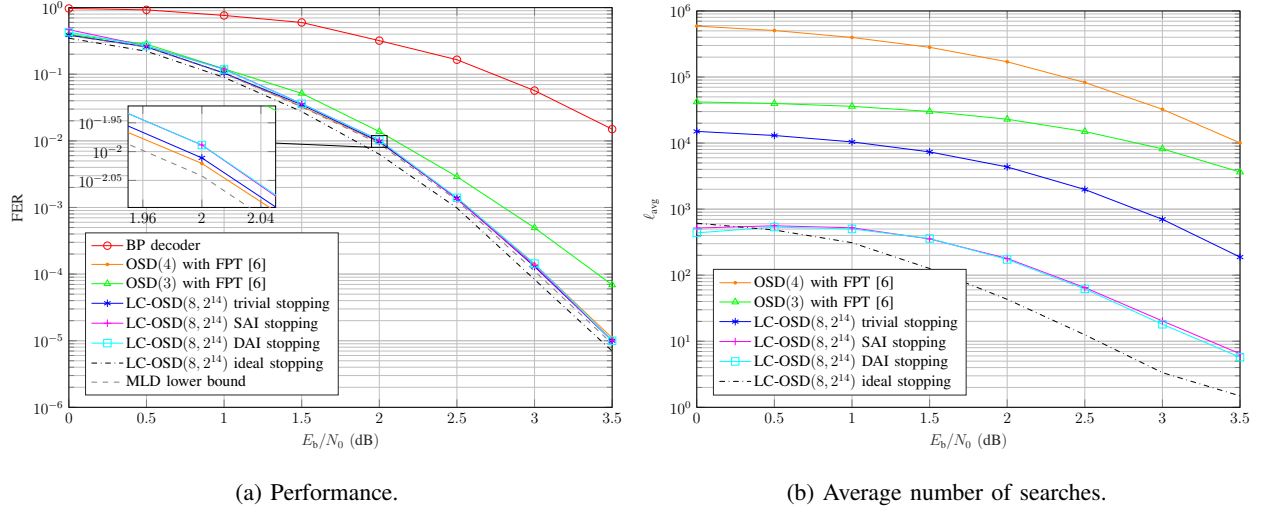 10^0
10^{-1}
10^{-2}
10^{-3}
10^{-4}
10^{-5}
10^{-6}
FER
0 0.5 1 1.5 2 2.5 3 3.5
E_b/N_0 (dB)
10^{-1.95}
10^{-2}
10^{-2.05}
1.96 2 2.04
BP decoder
OSD(4) with FPT [6]
OSD(3) with FPT [6]
LC-OSD(8, 2^{14}) trivial stopping
LC-OSD(8, 2^{14}) SAI stopping
LC-OSD(8, 2^{14}) DAI stopping
LC-OSD(8, 2^{14}) ideal stopping
MLD lower bound
(a) Performance.
10^6
10^5
10^4
10^3
10^2
10^1
10^0
ℓ_avg
0 0.5 1 1.5 2 2.5 3 3.5
E_b/N_0 (dB)
OSD(4) with FPT [6]
OSD(3) with FPT [6]
LC-OSD(8, 2^{14}) trivial stopping
LC-OSD(8, 2^{14}) SAI stopping
LC-OSD(8, 2^{14}) DAI stopping
LC-OSD(8, 2^{14}) ideal stopping
(b) Average number of searches.